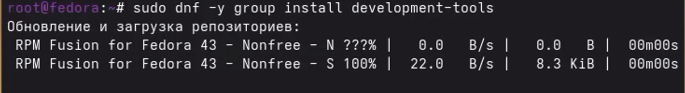 root@fedora:~# sudo dnf -y group install development-tools
Обновление и загрузка репозиториев:
RPM Fusion for Fedora 43 - Nonfree - N ???% |   0.0   B/s |   0.0   B |  00m00s
RPM Fusion for Fedora 43 - Nonfree - S 100% |  22.0   B/s |   8.3 KiB |  00m00s